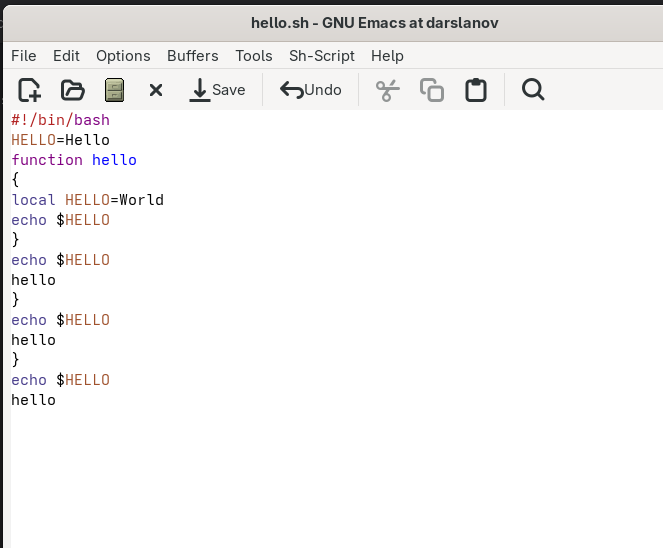 hello.sh - GNU Emacs at darslanov
File Edit Options Buffers Tools Sh-Script Help
Save Undo
#!/bin/bash
HELLO=Hello
function hello
{
local HELLO=World
echo $HELLO
}
echo $HELLO
hello
}
echo $HELLO
hello
}
echo $HELLO
hello